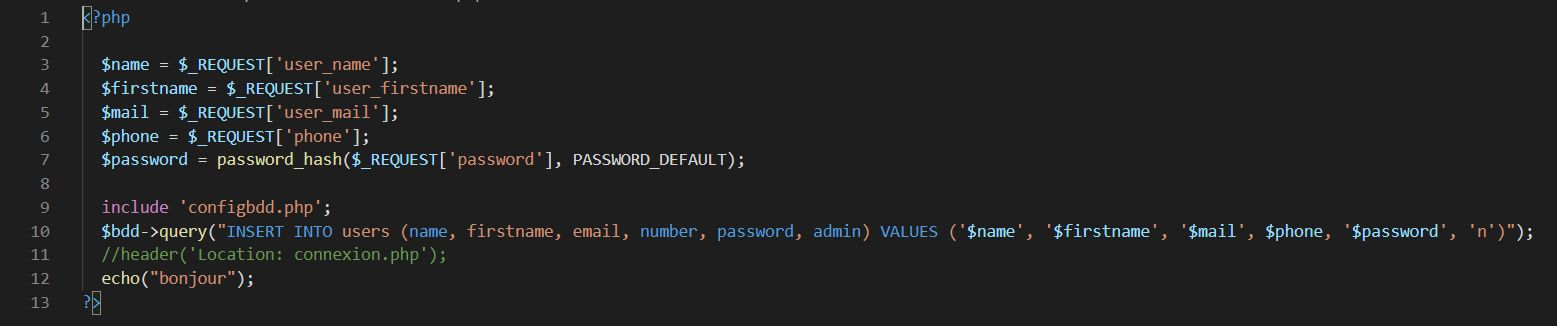 1 <?php
2
3 $name = $_REQUEST['user_name'];
4 $firstname = $_REQUEST['user_firstname'];
5 $mail = $_REQUEST['user_mail'];
6 $phone = $_REQUEST['phone'];
7 $password = password_hash($_REQUEST['password'], PASSWORD_DEFAULT);
8
9 include 'configbdd.php';
10 $bdd->query("INSERT INTO users (name, firstname, email, number, password, admin) VALUES ('$name', '$firstname', '$mail', $phone, '$password', 'n')");
11 //header('Location: connexion.php');
12 echo("bonjour");
13 ?>